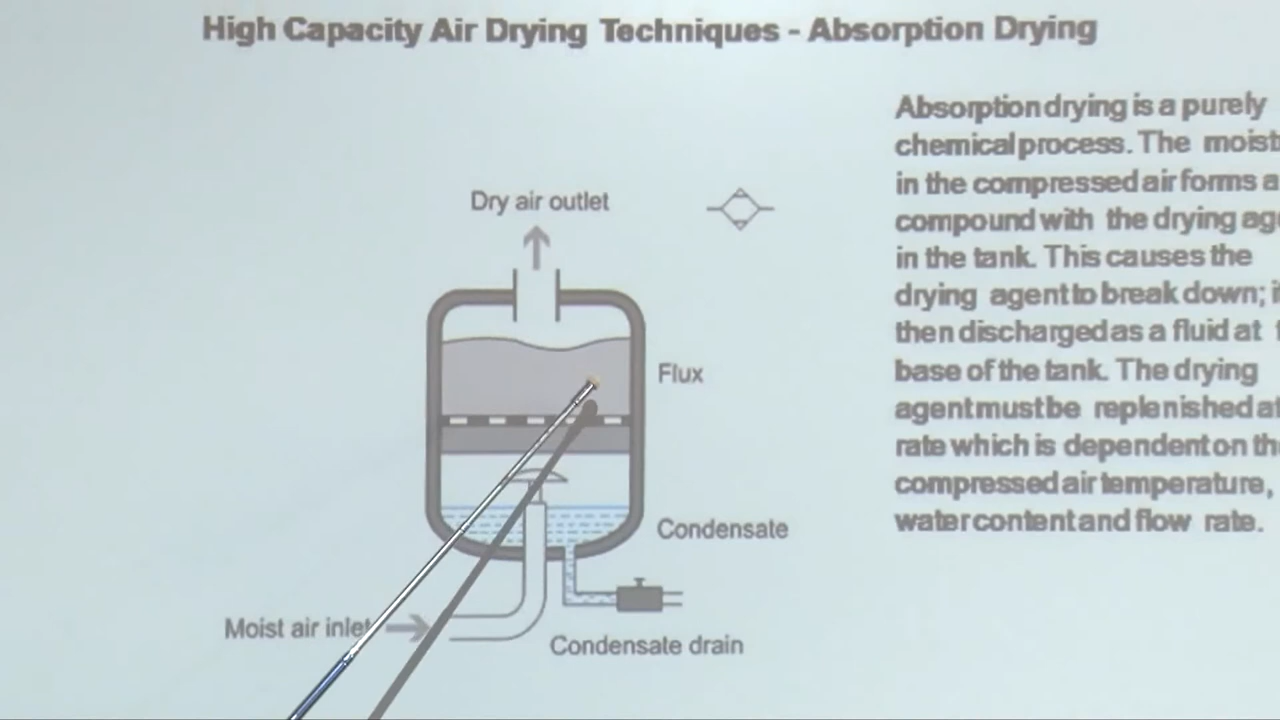 High Capacity Air Drying Techniques - Absorption Drying
Absorption drying is a purely
chemical process. The
in the compressed air forms a
compound with the drying
in the tank. This causes the
drying agent to break down;
then discharged as a fluid at
base of the tank. The drying
agent must be replenished
rate which is dependent on
compressed air temperature,
water content and flow rate.
Dry air outlet
Flux
Condensate
Moist air inlet
Condensate drain